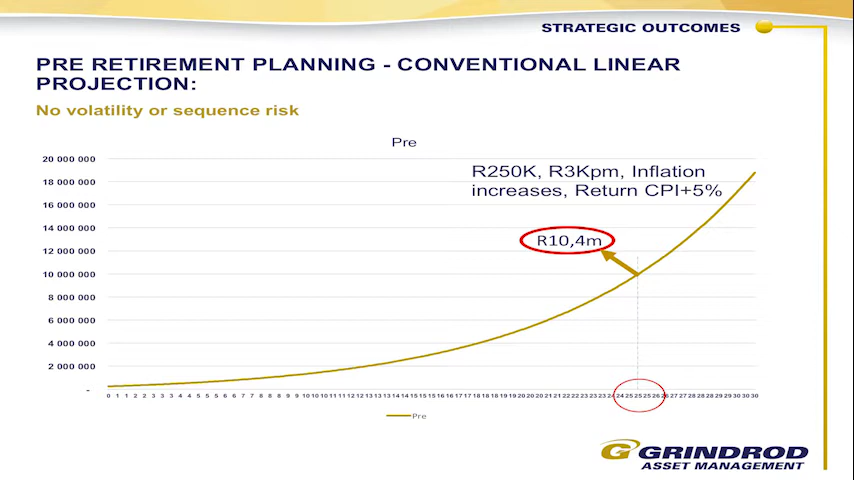 STRATEGIC OUTCOMES
PRE RETIREMENT PLANNING - CONVENTIONAL LINEAR
PROJECTION:
No volatility or sequence risk
Pre
20 000 000
18 000 000
16 000 000
14 000 000
12 000 000
10 000 000
8 000 000
6 000 000
4 000 000
2 000 000
-
R250K, R3Kpm, Inflation
increases, Return CPI+5%
R10,4m
0 1 1 2 2 3 3 4 4 5 5 6 6 7 7 8 8 9 9 10 10 11 11 12 12 13 13 14 14 15 15 16 16 17 17 18 18 19 19 20 20 21 21 22 22 23 23 24 24 25 25 25 26 26 27 27 28 28 29 29 30 30 30
Pre
GRINDROD
ASSET MANAGEMENT